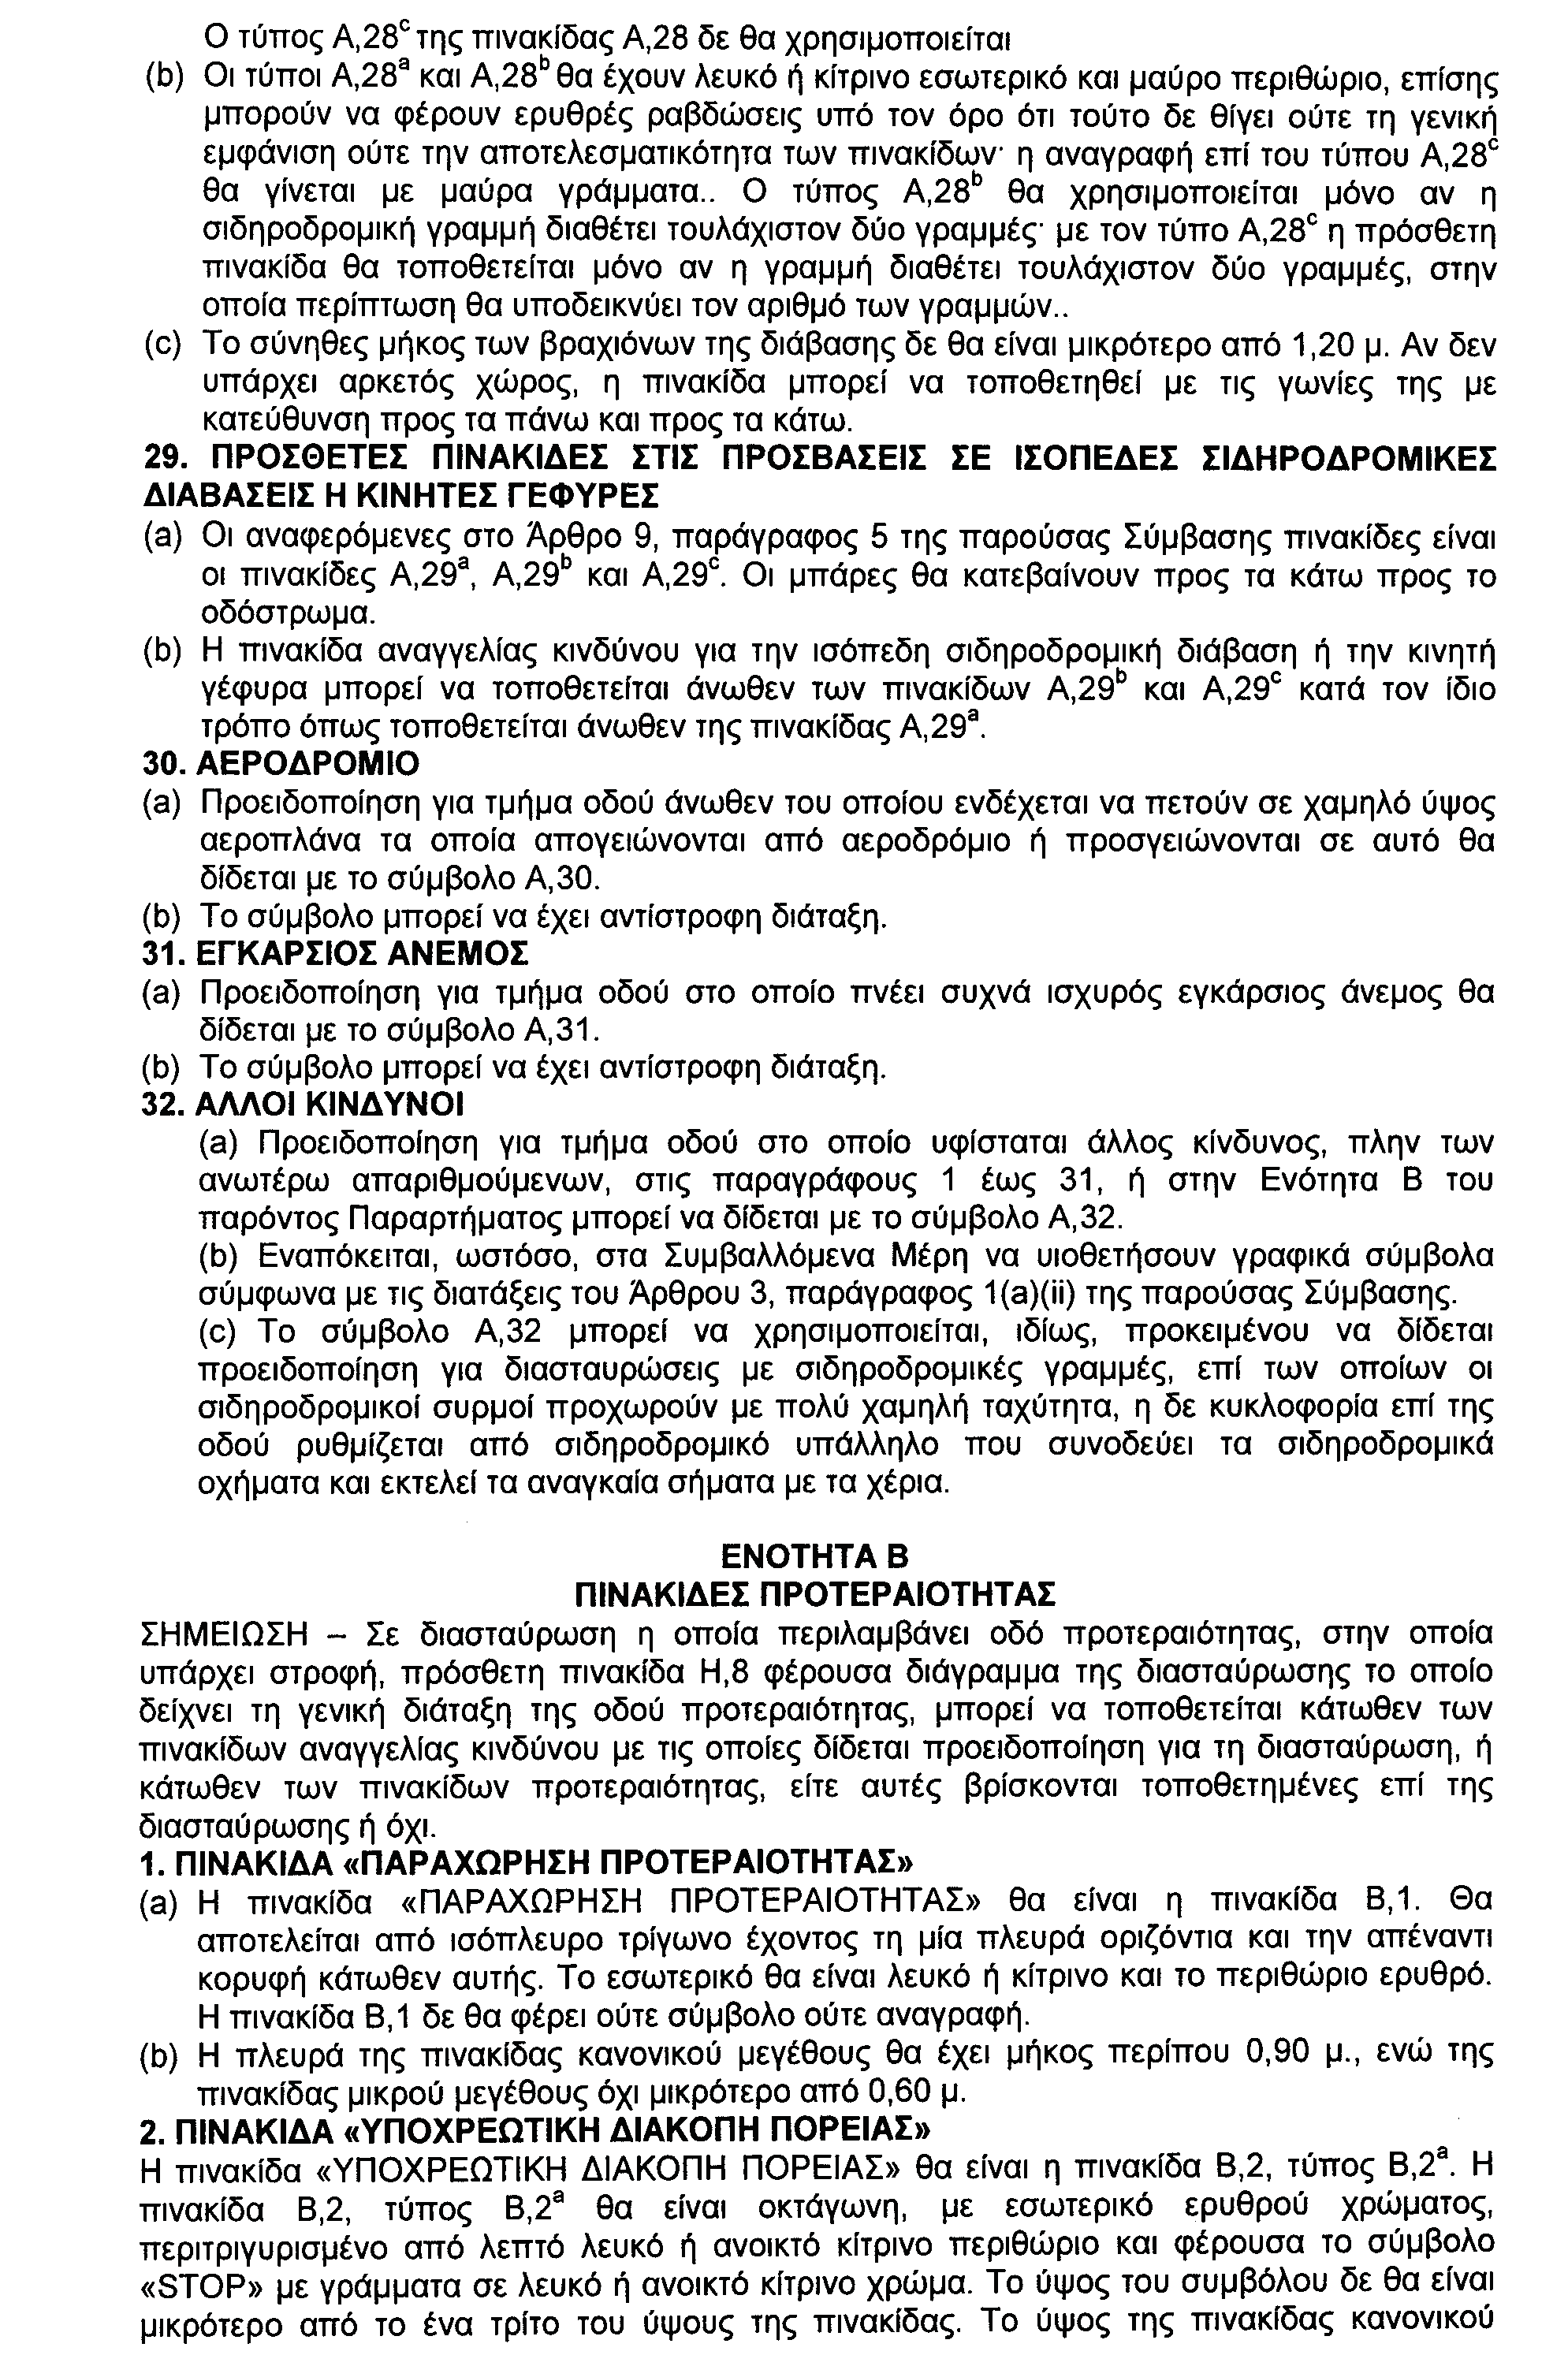 Ο τύπος Α,28c της πινακίδας Α,28 δε θα χρησιμοποιείται
(b) Οι τύποι Α,28a και Α,28b θα έχουν λευκό ή κίτρινο εσωτερικό και μαύρο περιθώριο, επίσης
μπορούν να φέρουν ερυθρές ραβδώσεις υπό τον όρο ότι τούτο δε θίγει ούτε τη γενική
εμφάνιση ούτε την αποτελεσματικότητα των πινακίδων· η αναγραφή επί του τύπου Α,28c
θα γίνεται με μαύρα γράμματα.. Ο τύπος Α,28b θα χρησιμοποιείται μόνο αν η
σιδηροδρομική γραμμή διαθέτει τουλάχιστον δύο γραμμές· με τον τύπο Α,28c η πρόσθετη
πινακίδα θα τοποθετείται μόνο αν η γραμμή διαθέτει τουλάχιστον δύο γραμμές, στην
οποία περίπτωση θα υποδεικνύει τον αριθμό των γραμμών..
(c) Το σύνηθες μήκος των βραχιόνων της διάβασης δε θα είναι μικρότερο από 1,20 μ. Αν δεν
υπάρχει αρκετός χώρος, η πινακίδα μπορεί να τοποθετηθεί με τις γωνίες της με
κατεύθυνση προς τα πάνω και προς τα κάτω.
29. ΠΡΟΣΘΕΤΕΣ ΠΙΝΑΚΙΔΕΣ ΣΤΙΣ ΠΡΟΣΒΑΣΕΙΣ ΣΕ ΙΣΟΠΕΔΕΣ ΣΙΔΗΡΟΔΡΟΜΙΚΕΣ
ΔΙΑΒΑΣΕΙΣ Η ΚΙΝΗΤΕΣ ΓΕΦΥΡΕΣ
(a) Οι αναφερόμενες στο Άρθρο 9, παράγραφος 5 της παρούσας Σύμβασης πινακίδες είναι
οι πινακίδες Α,29a, Α,29b και Α,29c. Οι μπάρες θα κατεβαίνουν προς τα κάτω προς το
οδόστρωμα.
(b) Η πινακίδα αναγγελίας κινδύνου για την ισόπεδη σιδηροδρομική διάβαση ή την κινητή
γέφυρα μπορεί να τοποθετείται άνωθεν των πινακίδων Α,29b και Α,29c κατά τον ίδιο
τρόπο όπως τοποθετείται άνωθεν της πινακίδας Α,29a.
30. ΑΕΡΟΔΡΟΜΙΟ
(a) Προειδοποίηση για τμήμα οδού άνωθεν του οποίου ενδέχεται να πετούν σε χαμηλό ύψος
αεροπλάνα τα οποία απογειώνονται από αεροδρόμιο ή προσγειώνονται σε αυτό θα
δίδεται με το σύμβολο Α,30.
(b) Το σύμβολο μπορεί να έχει αντίστροφη διάταξη.
31. ΕΓΚΑΡΣΙΟΣ ΑΝΕΜΟΣ
(a) Προειδοποίηση για τμήμα οδού στο οποίο πνέει συχνά ισχυρός εγκάρσιος άνεμος θα
δίδεται με το σύμβολο Α,31.
(b) Το σύμβολο μπορεί να έχει αντίστροφη διάταξη.
32. ΑΛΛΟΙ ΚΙΝΔΥΝΟΙ
(a) Προειδοποίηση για τμήμα οδού στο οποίο υφίσταται άλλος κίνδυνος, πλην των
ανωτέρω απαριθμούμενων, στις παραγράφους 1 έως 31, ή στην Ενότητα Β του
παρόντος Παραρτήματος μπορεί να δίδεται με το σύμβολο Α,32.
(b) Εναπόκειται, ωστόσο, στα Συμβαλλόμενα Μέρη να υιοθετήσουν γραφικά σύμβολα
σύμφωνα με τις διατάξεις του Άρθρου 3, παράγραφος 1(a)(ii) της παρούσας Σύμβασης.
(c) Το σύμβολο Α,32 μπορεί να χρησιμοποιείται, ιδίως, προκειμένου να δίδεται
προειδοποίηση για διασταυρώσεις με σιδηροδρομικές γραμμές, επί των οποίων οι
σιδηροδρομικοί συρμοί προχωρούν με πολύ χαμηλή ταχύτητα, η δε κυκλοφορία επί της
οδού ρυθμίζεται από σιδηροδρομικό υπάλληλο που συνοδεύει τα σιδηροδρομικά
οχήματα και εκτελεί τα αναγκαία σήματα με τα χέρια.
ΕΝΟΤΗΤΑ Β
ΠΙΝΑΚΙΔΕΣ ΠΡΟΤΕΡΑΙΟΤΗΤΑΣ
ΣΗΜΕΙΩΣΗ – Σε διασταύρωση η οποία περιλαμβάνει οδό προτεραιότητας, στην οποία
υπάρχει στροφή, πρόσθετη πινακίδα Η,8 φέρουσα διάγραμμα της διασταύρωσης το οποίο
δείχνει τη γενική διάταξη της οδού προτεραιότητας, μπορεί να τοποθετείται κάτωθεν των
πινακίδων αναγγελίας κινδύνου με τις οποίες δίδεται προειδοποίηση για τη διασταύρωση, ή
κάτωθεν των πινακίδων προτεραιότητας, είτε αυτές βρίσκονται τοποθετημένες επί της
διασταύρωσης ή όχι.
1. ΠΙΝΑΚΙΔΑ «ΠΑΡΑΧΩΡΗΣΗ ΠΡΟΤΕΡΑΙΟΤΗΤΑΣ»
(a) Η πινακίδα «ΠΑΡΑΧΩΡΗΣΗ ΠΡΟΤΕΡΑΙΟΤΗΤΑΣ» θα είναι η πινακίδα Β,1. Θα
αποτελείται από ισόπλευρο τρίγωνο έχοντος τη μία πλευρά οριζόντια και την απέναντι
κορυφή κάτωθεν αυτής. Το εσωτερικό θα είναι λευκό ή κίτρινο και το περιθώριο ερυθρό.
Η πινακίδα Β,1 δε θα φέρει ούτε σύμβολο ούτε αναγραφή.
(b) Η πλευρά της πινακίδας κανονικού μεγέθους θα έχει μήκος περίπου 0,90 μ., ενώ της
πινακίδας μικρού μεγέθους όχι μικρότερο από 0,60 μ.
2. ΠΙΝΑΚΙΔΑ «ΥΠΟΧΡΕΩΤΙΚΗ ΔΙΑΚΟΠΗ ΠΟΡΕΙΑΣ»
Η πινακίδα «ΥΠΟΧΡΕΩΤΙΚΗ ΔΙΑΚΟΠΗ ΠΟΡΕΙΑΣ» θα είναι η πινακίδα Β,2, τύπος Β,2a. Η
πινακίδα Β,2, τύπος Β,2a θα είναι οκτάγωνη, με εσωτερικό ερυθρού χρώματος,
περιτριγυρισμένο από λεπτό λευκό ή ανοικτό κίτρινο περιθώριο και φέρουσα το σύμβολο
«STOP» με γράμματα σε λευκό ή ανοικτό κίτρινο χρώμα. Το ύψος του συμβόλου δε θα είναι
μικρότερο από το ένα τρίτο του ύψους της πινακίδας. Το ύψος της πινακίδας κανονικού